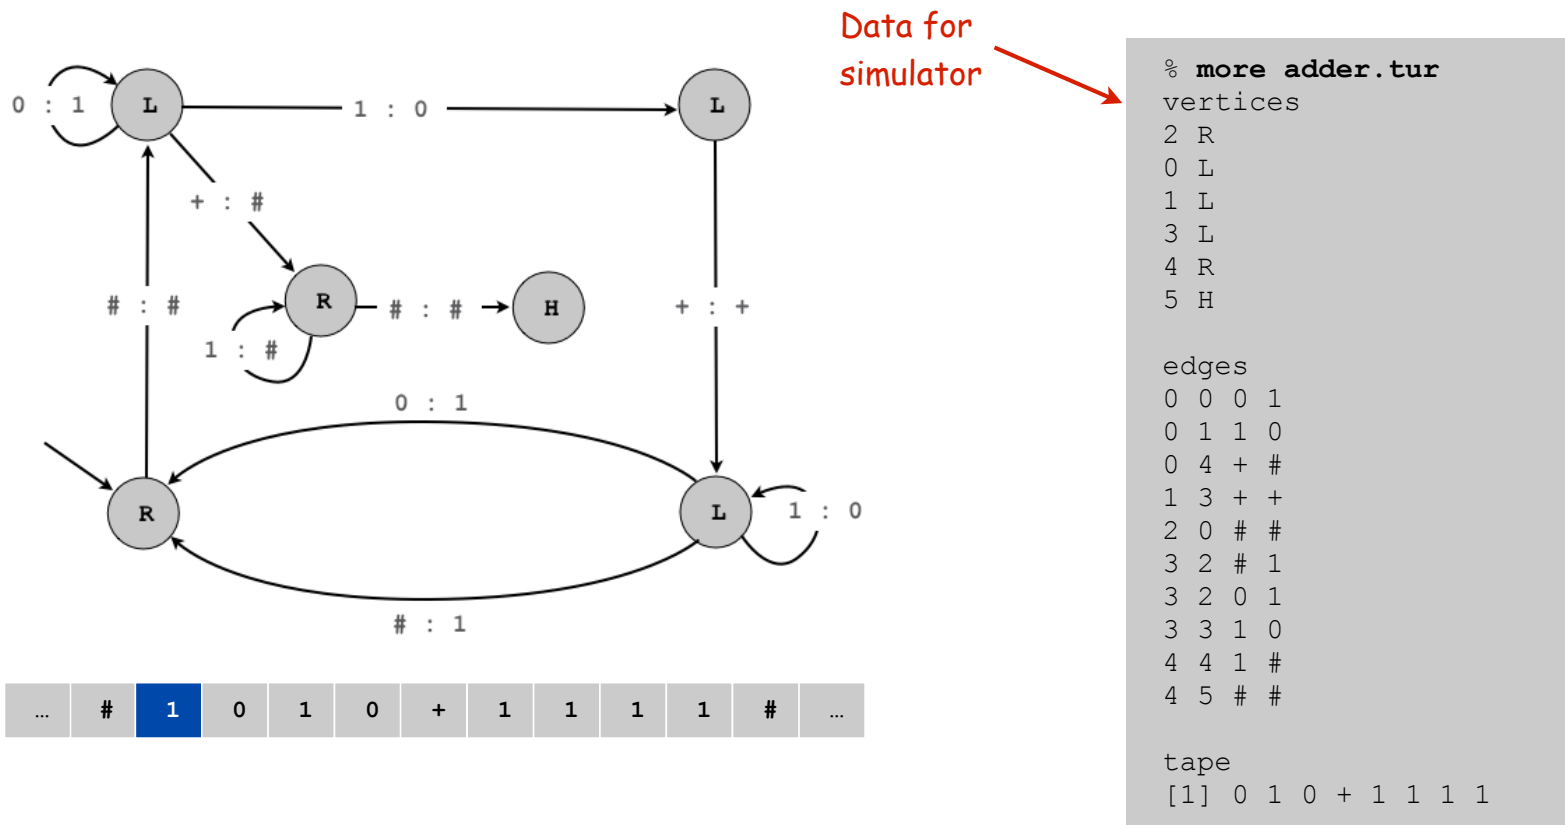 Data for
simulator
0 : 1
L
1 : 0
L
+ : #
# : #
R
# : #
H
+ : +
1 : #
0 : 1
R
L
1 : 0
# : 1
… # 1 0 1 0 + 1 1 1 1 # …
% more adder.tur
vertices
2 R
0 L
1 L
3 L
4 R
5 H
edges
0 0 0 1
0 1 1 0
0 4 + #
1 3 + +
2 0 # #
3 2 # 1
3 2 0 1
3 3 1 0
4 4 1 #
4 5 # #
tape
[1] 0 1 0 + 1 1 1 1